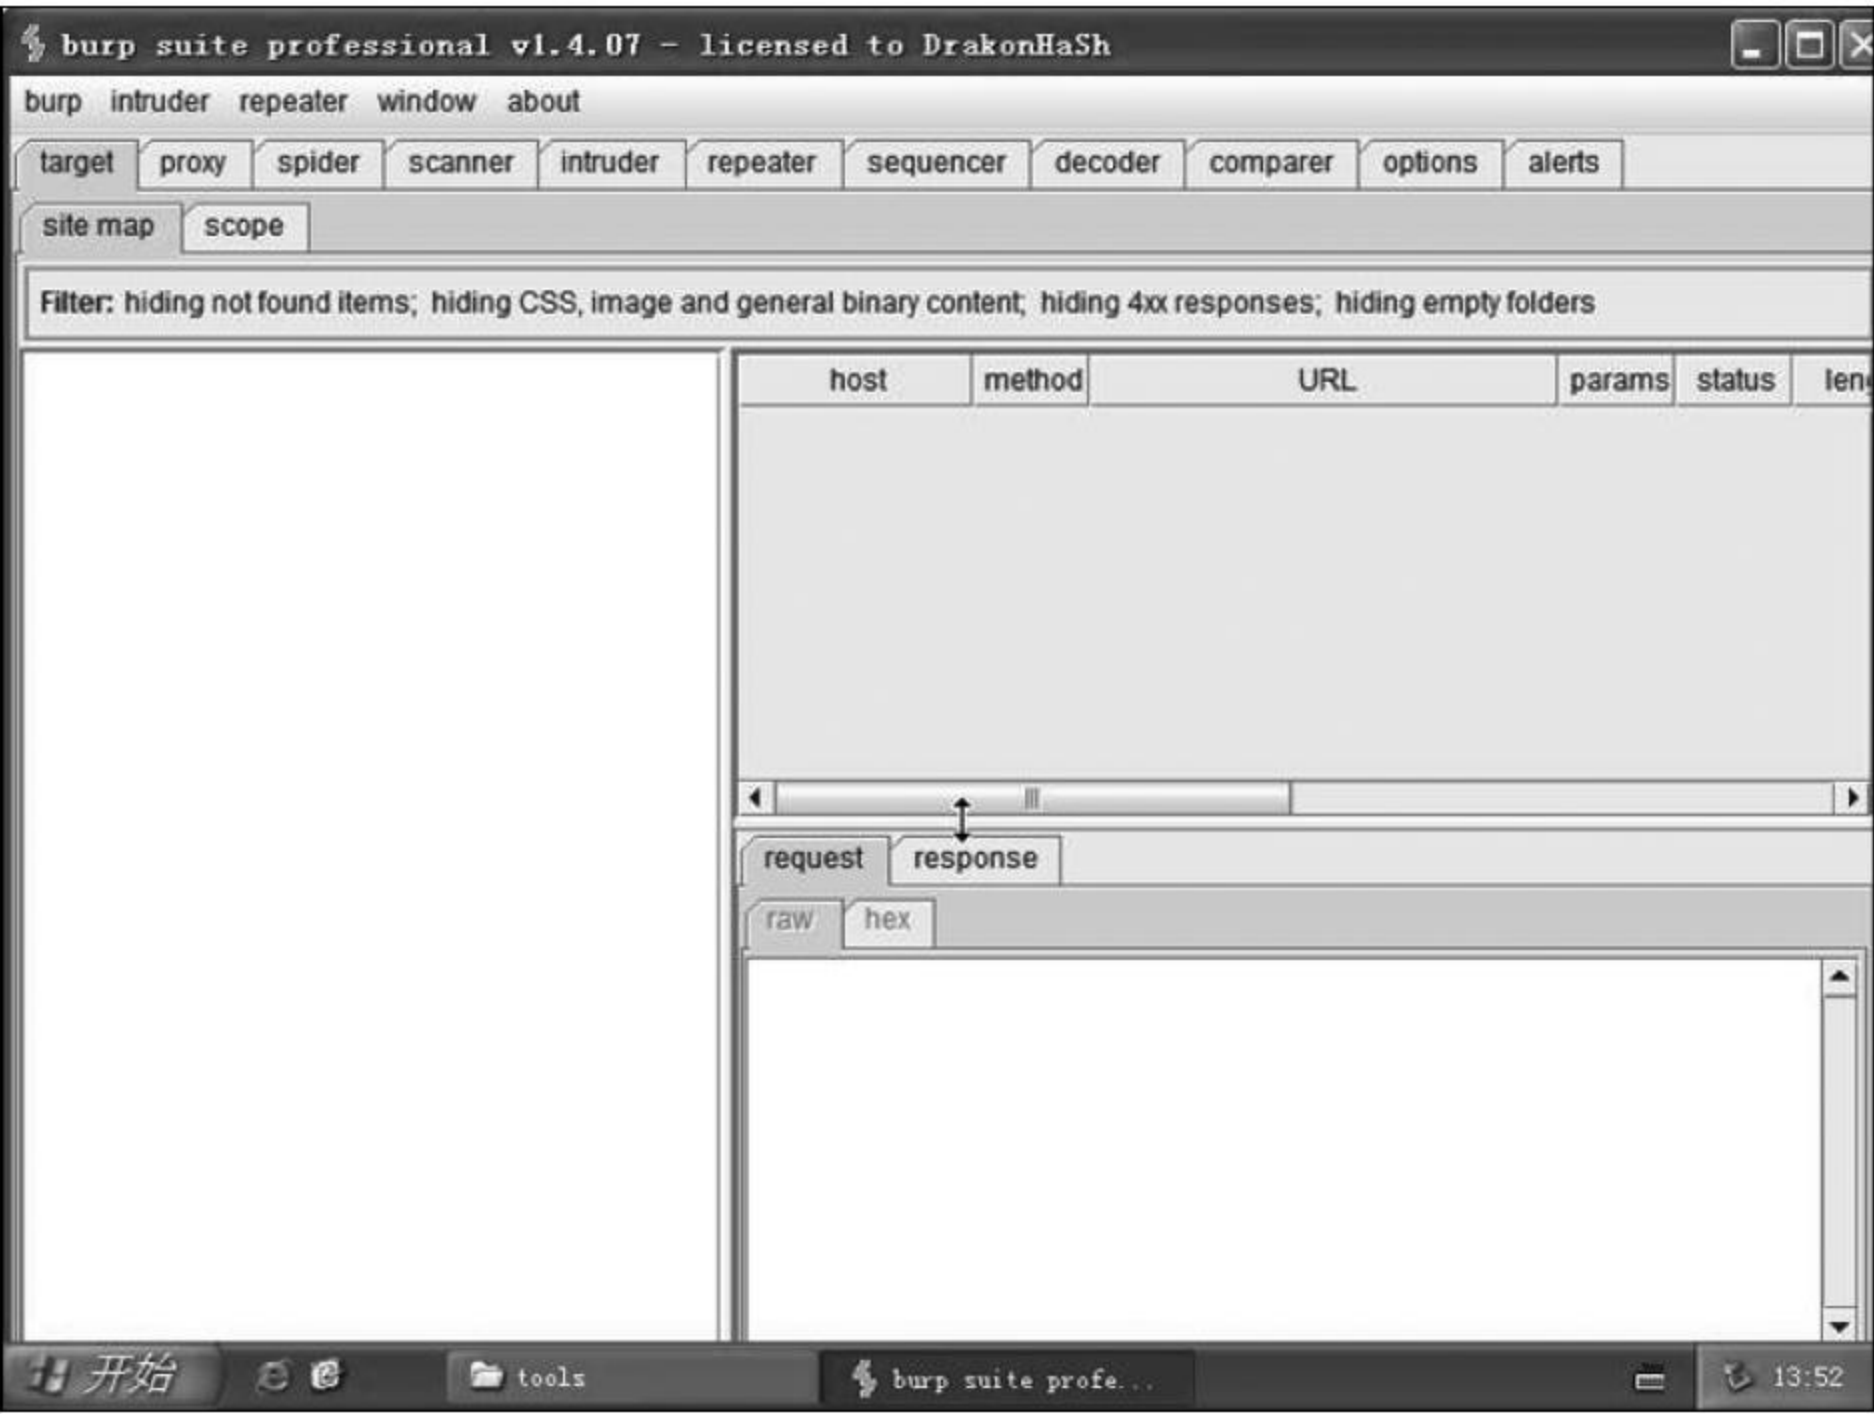 burp suite professional v1.4.07 - licensed to DrakonHaSh
burp intruder repeater window about
target proxy spider scanner intruder repeater sequencer decoder comparer options alerts
site map scope
Filter: hiding not found items; hiding CSS, image and general binary content; hiding 4xx responses; hiding empty folders
host method URL params status
request response
raw hex
开始 tools burp suite profe... 13:52